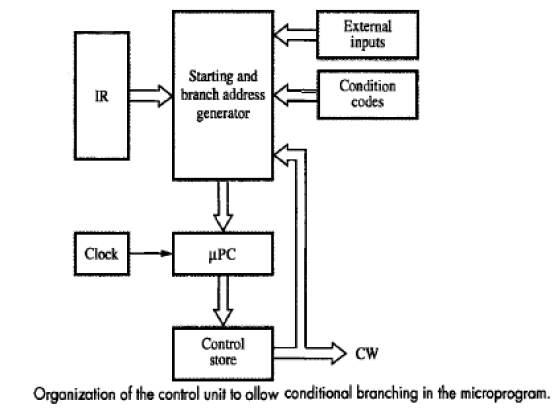 External
inputs
IR
Starting and
branch address
generator
Condition
codes
Clock
μPC
Control
store
CW
Organization of the control unit to allow conditional branching in the microprogram.